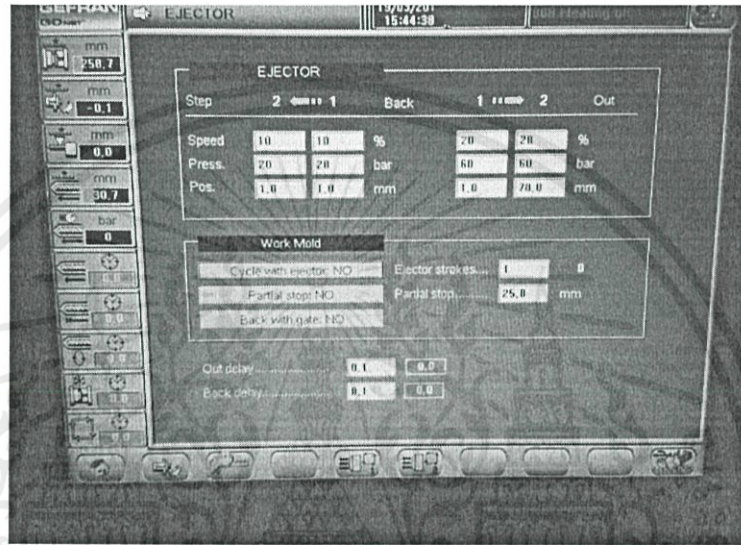 GEFRAN
EJECTOR
15:44:38
mm
258,7
mm
-0,1
mm
0,0
mm
30,7
bar
0
EJECTOR
Step 2 1 Back 1 2 Out
Speed 10 10 % 20 20 %
Press. 20 20 bar 60 60 bar
Pos. 1,0 1,0 mm 1,0 70,0 mm
Work Mold
Cycle with ejector: NO Ejector strokes.... 1 0
Partial stop: NO Partial stop......... 25,0 mm
Back with gate: NO
Out delay................ 0,1 0,0
Back delay.............. 0,1 0,0